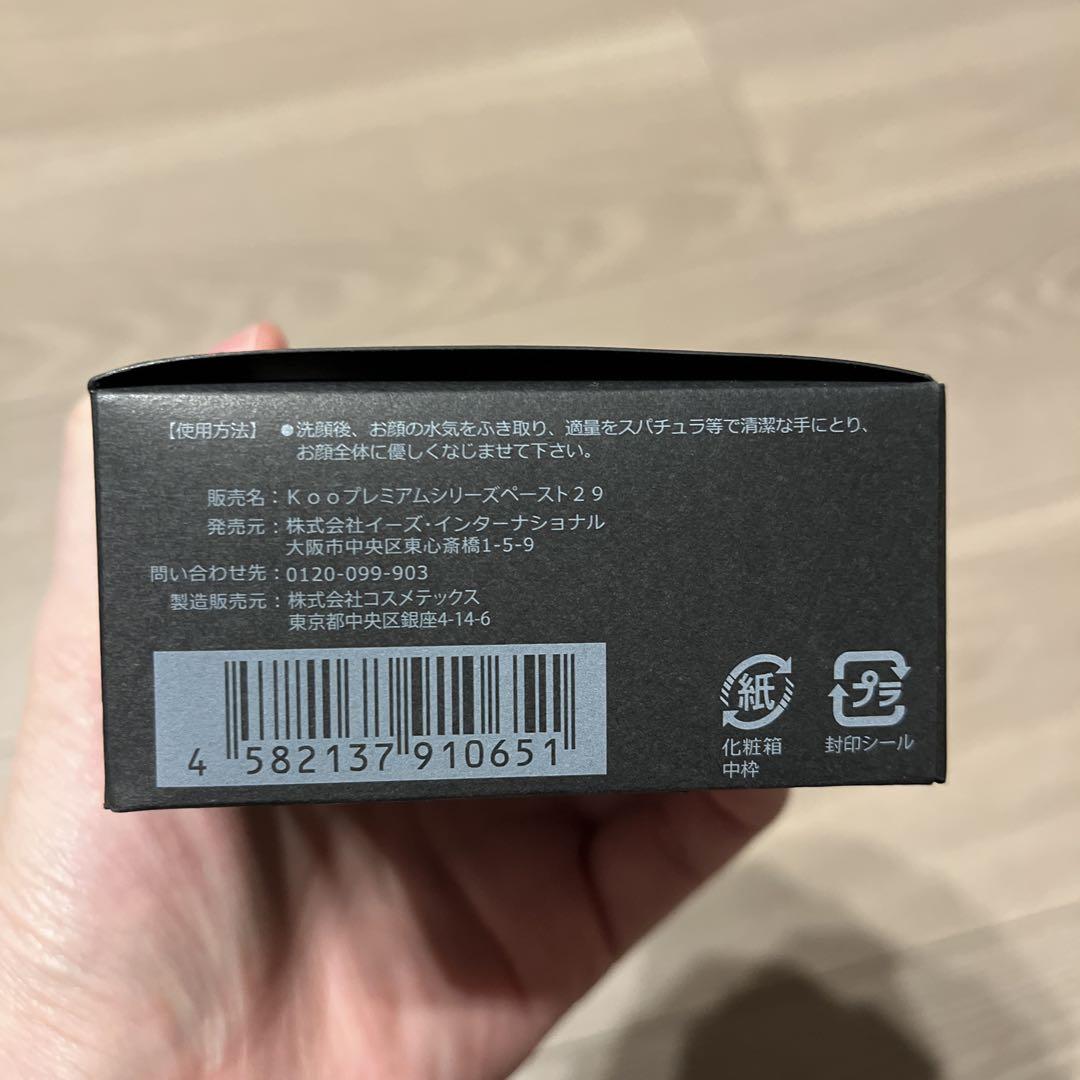 【使用方法】 ●洗顔後、お顔の水気をふき取り、適量をスパチュラ等で清潔な手にとり、
お顔全体に優しくなじませて下さい。
販売名：Ｋｏｏプレミアムシリーズペースト２９
発売元：株式会社イーズ・インターナショナル
大阪市中央区東心斎橋1-5-9
問い合わせ先：0120-099-903
製造販売元：株式会社コスメテックス
東京都中央区銀座4-14-6
4 582137 910651
紙
化粧箱
中枠
プラ
封印シール